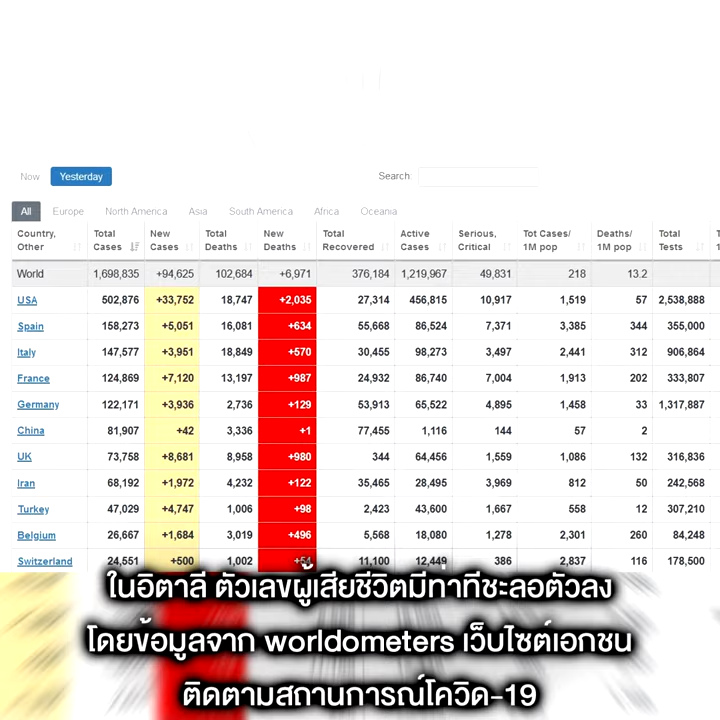 Now Yesterday Search:
All Europe North America Asia South America Africa Oceania
Country, Other Total Cases New Cases Total Deaths New Deaths Total Recovered Active Cases Serious, Critical Tot Cases/ 1M pop Deaths/ 1M pop Total Tests
World 1,698,835 +94,625 102,684 +6,971 376,184 1,219,967 49,831 218 13.2
USA 502,876 +33,752 18,747 +2,035 27,314 456,815 10,917 1,519 57 2,538,888
Spain 158,273 +5,051 16,081 +634 55,668 86,524 7,371 3,385 344 355,000
Italy 147,577 +3,951 18,849 +570 30,455 98,273 3,497 2,441 312 906,864
France 124,869 +7,120 13,197 +987 24,932 86,740 7,004 1,913 202 333,807
Germany 122,171 +3,936 2,736 +129 53,913 65,522 4,895 1,458 33 1,317,887
China 81,907 +42 3,336 +1 77,455 1,116 144 57 2
UK 73,758 +8,681 8,958 +980 344 64,456 1,559 1,086 132 316,836
Iran 68,192 +1,972 4,232 +122 35,465 28,495 3,969 812 50 242,568
Turkey 47,029 +4,747 1,006 +98 2,423 43,600 1,667 558 12 307,210
Belgium 26,667 +1,684 3,019 +496 5,568 18,080 1,278 2,301 260 84,248
Switzerland 24,551 +500 1,002 +54 11,100 12,449 386 2,837 116 178,500
ในอิตาลี ตัวเลขผู้เสียชีวิตมีทาทีชะลอตัวลง
โดยข้อมูลจาก worldometers เว็บไซต์เอกชน
ติดตามสถานการณ์โควิด-19